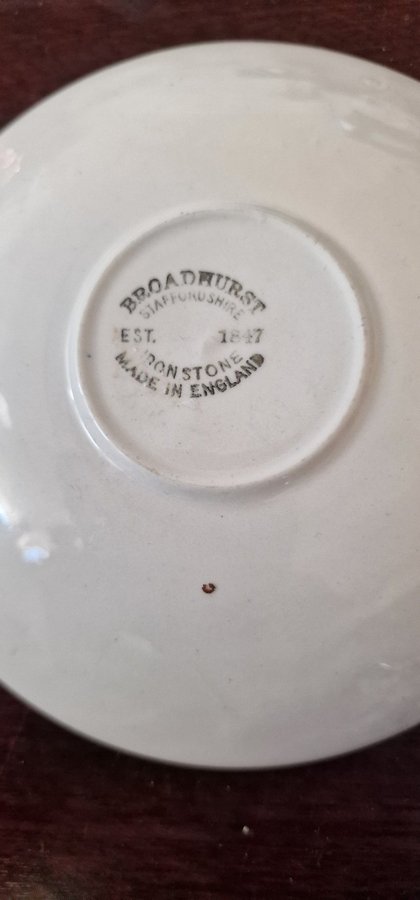 BROADHURST
STAFFORDSHIRE
EST. 1847
IRONSTONE
MADE IN ENGLAND